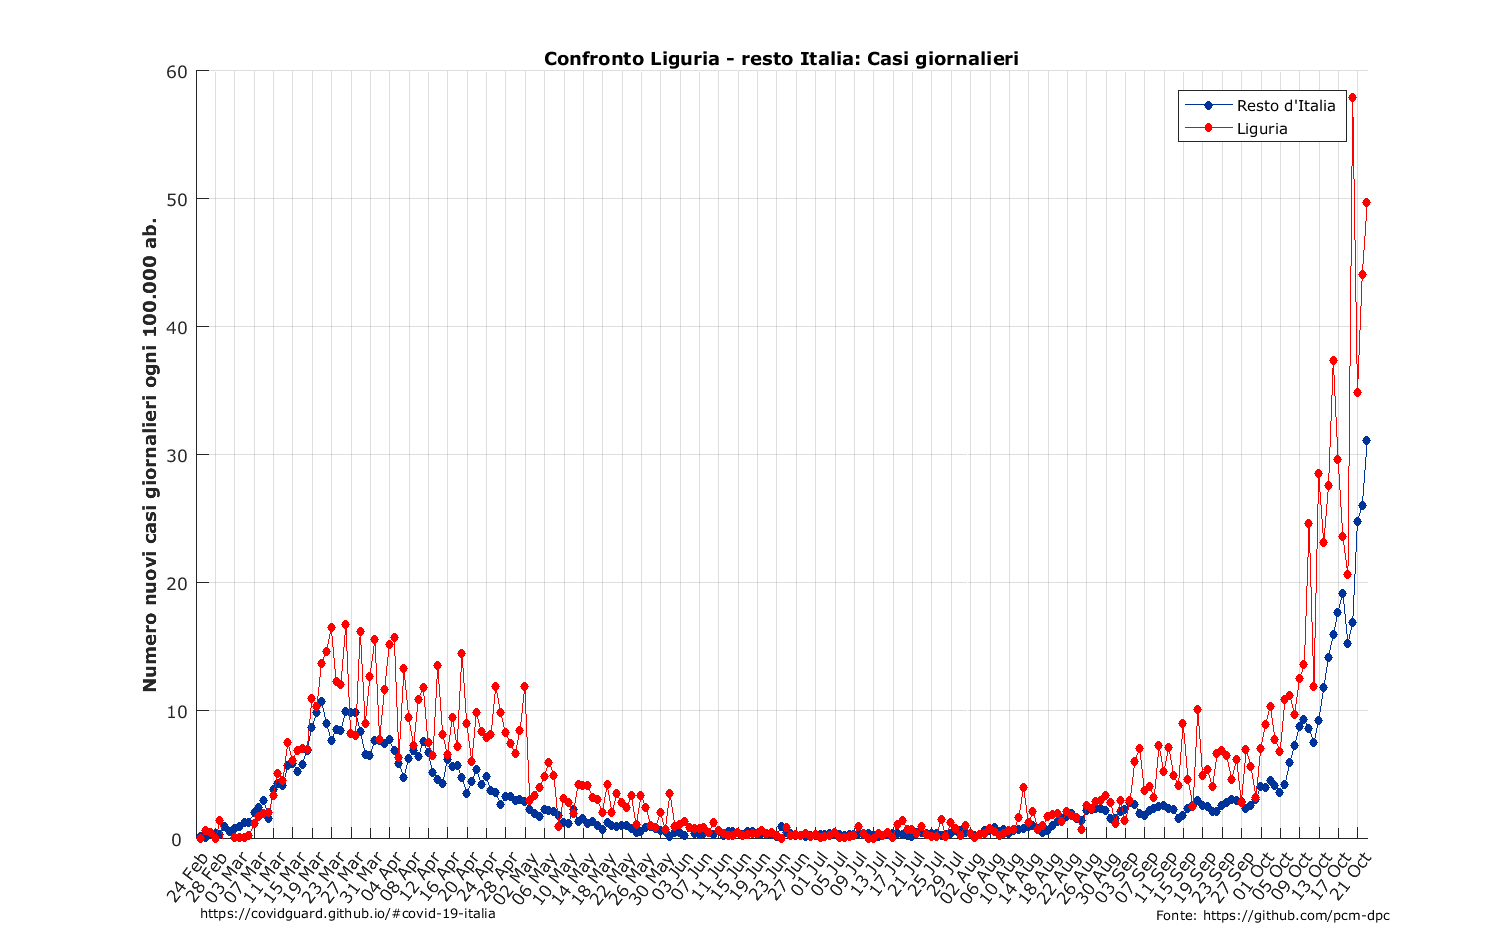 Confronto Liguria - resto Italia: Casi giornalieri
Resto d'Italia
Liguria
Numero nuovi casi giornalieri ogni 100.000 ab.
60
50
40
30
20
10
0
24 Feb
28 Feb
03 Mar
07 Mar
11 Mar
15 Mar
19 Mar
23 Mar
27 Mar
31 Mar
04 Apr
08 Apr
12 Apr
16 Apr
20 Apr
24 Apr
28 Apr
02 May
06 May
10 May
14 May
18 May
22 May
26 May
30 May
03 Jun
07 Jun
11 Jun
15 Jun
19 Jun
23 Jun
27 Jun
01 Jul
05 Jul
09 Jul
13 Jul
17 Jul
21 Jul
25 Jul
29 Jul
02 Aug
06 Aug
10 Aug
14 Aug
18 Aug
22 Aug
26 Aug
30 Aug
03 Sep
07 Sep
11 Sep
15 Sep
19 Sep
23 Sep
27 Sep
01 Oct
05 Oct
09 Oct
13 Oct
17 Oct
21 Oct
https://covidguard.github.io/#covid-19-italia
Fonte: https://github.com/pcm-dpc